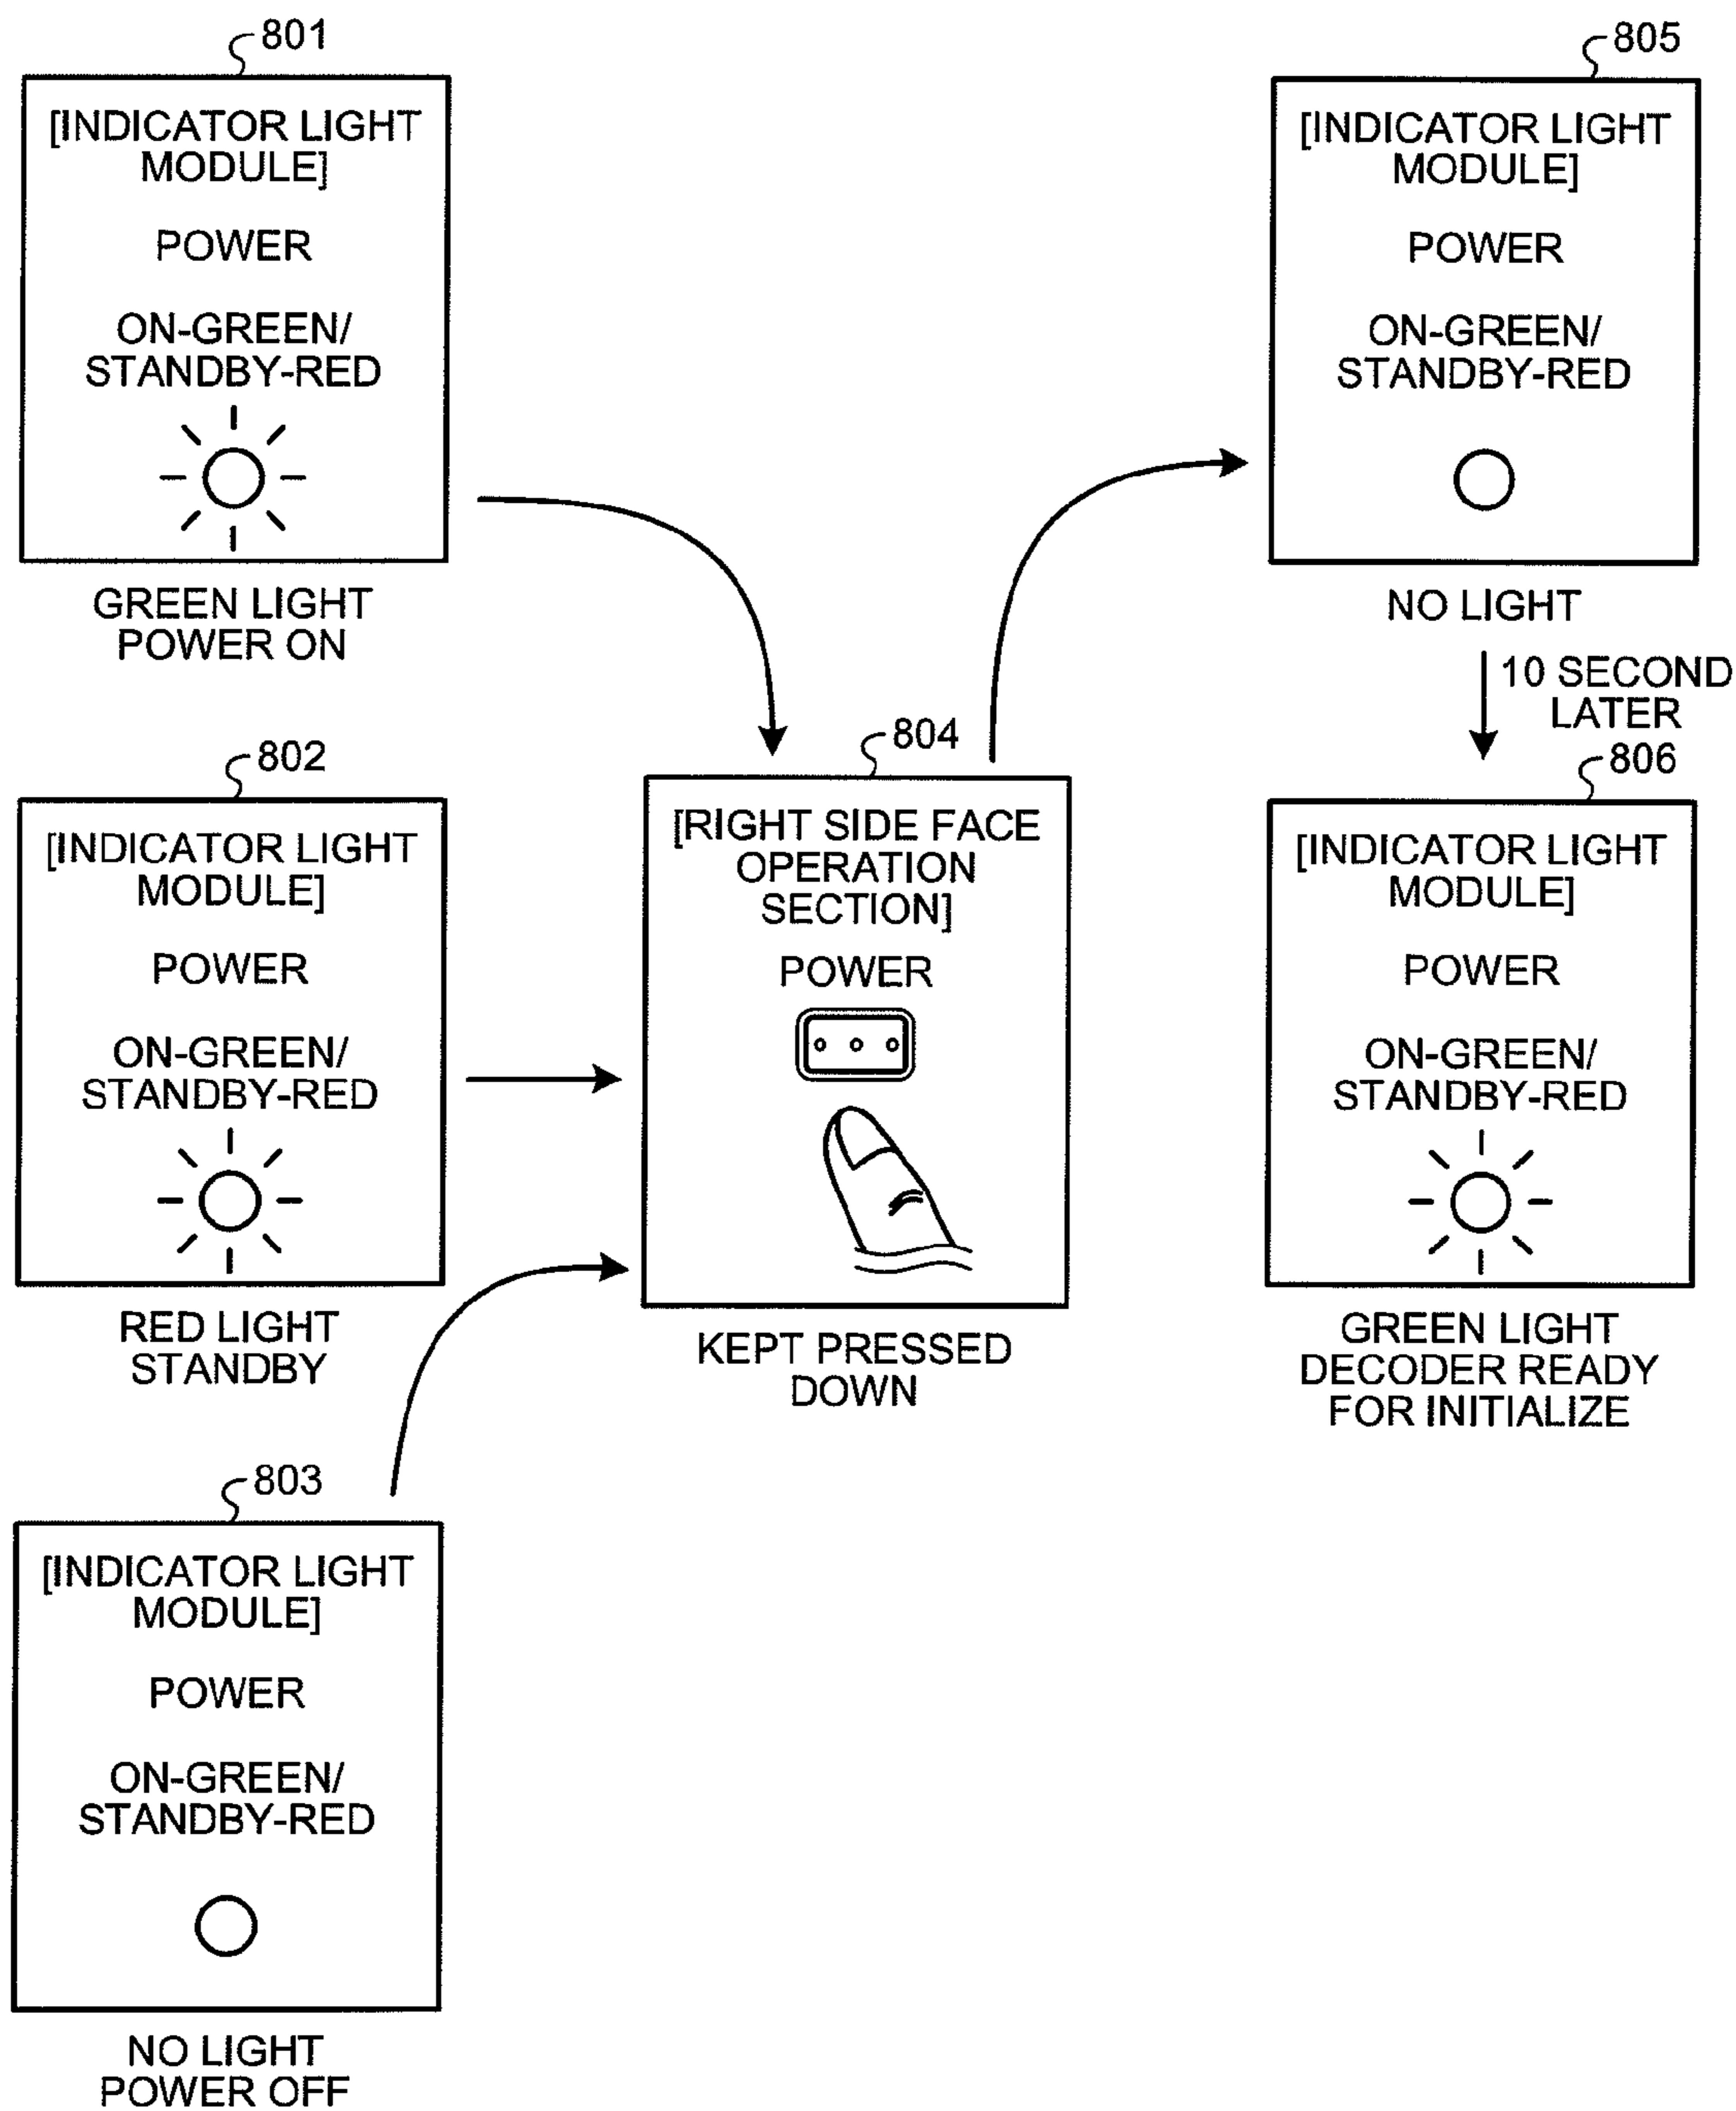 801
[INDICATOR LIGHT
MODULE]
POWER
ON-GREEN/
STANDBY-RED
GREEN LIGHT
POWER ON
802
[INDICATOR LIGHT
MODULE]
POWER
ON-GREEN/
STANDBY-RED
RED LIGHT
STANDBY
803
[INDICATOR LIGHT
MODULE]
POWER
ON-GREEN/
STANDBY-RED
NO LIGHT
POWER OFF
804
[RIGHT SIDE FACE
OPERATION
SECTION]
POWER
KEPT PRESSED
DOWN
805
[INDICATOR LIGHT
MODULE]
POWER
ON-GREEN/
STANDBY-RED
NO LIGHT
10 SECOND
LATER
806
[INDICATOR LIGHT
MODULE]
POWER
ON-GREEN/
STANDBY-RED
GREEN LIGHT
DECODER READY
FOR INITIALIZE